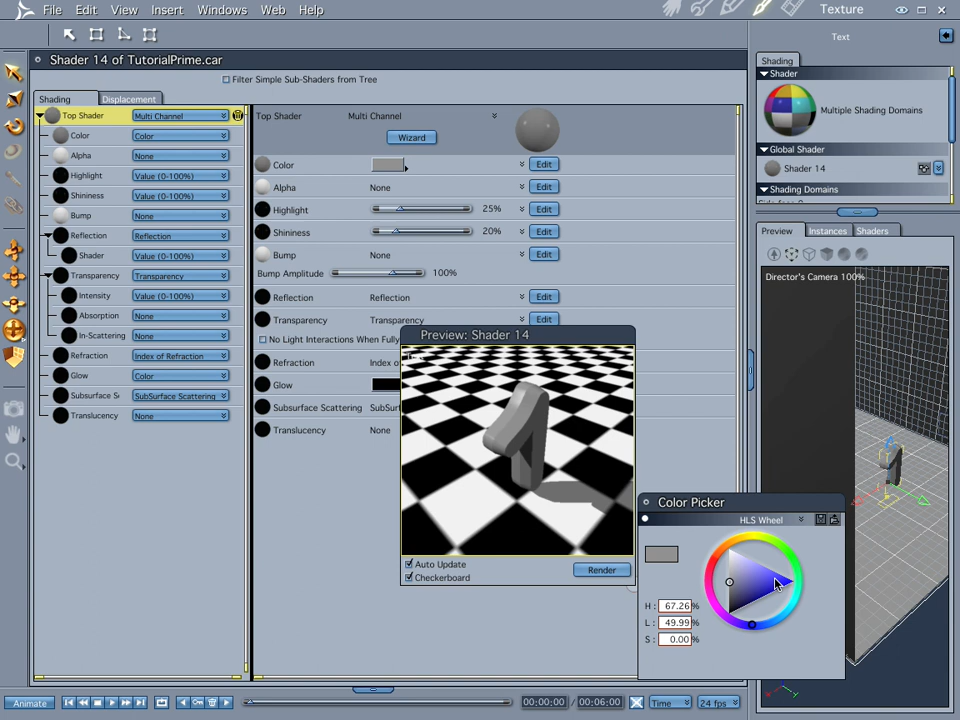 File Edit View Insert Windows Web Help
Texture
Text
Shader 14 of TutorialPrime.car
Filter Simple Sub-Shaders from Tree
Shading Displacement
Top Shader Multi Channel
Color Color
Alpha None
Highlight Value (0-100%)
Shininess Value (0-100%)
Bump None
Reflection Reflection
Shader Value (0-100%)
Transparency Transparency
Intensity Value (0-100%)
Absorption None
In-Scattering None
Refraction Index of Refraction
Glow Color
Subsurface S SubSurface Scattering
Translucency None
Top Shader Multi Channel
Wizard
Color Edit
Alpha None Edit
Highlight 25% Edit
Shininess 20% Edit
Bump None Edit
Bump Amplitude 100%
Reflection Reflection Edit
Transparency Transparency Edit
No Light Interactions When Fully
Refraction Index o
Glow
Subsurface Scattering SubSurf
Translucency None
Preview: Shader 14
Auto Update
Checkerboard
Render
Color Picker
HLS Wheel
H : 67.26%
L : 49.99%
S : 0.00%
Shading
Shader
Multiple Shading Domains
Global Shader
Shader 14
Shading Domains
Preview Instances Shaders
Director's Camera 100%
Animate
00:00:00 / 00:06:00
Time
24 fps